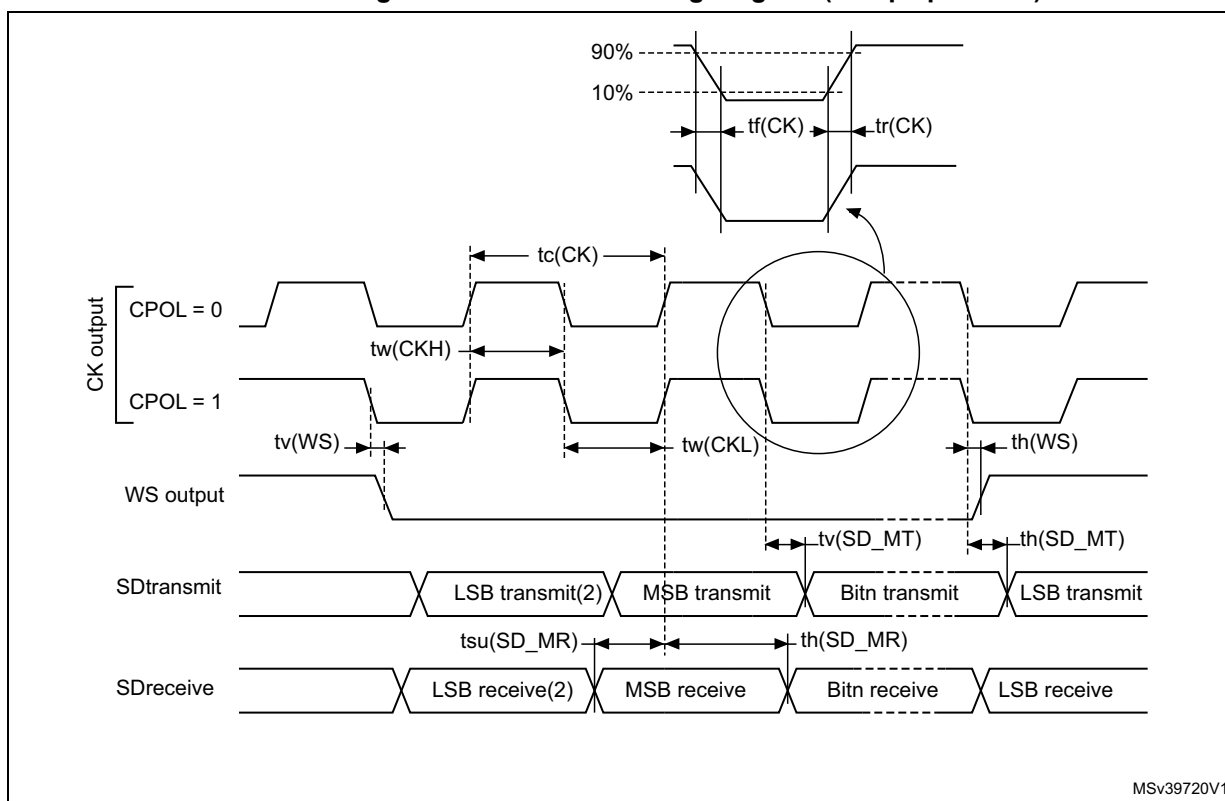 90%
10%
tf(CK)
tr(CK)
tc(CK)
CK output
CPOL = 0
tw(CKH)
CPOL = 1
tv(WS)
tw(CKL)
th(WS)
WS output
tv(SD_MT)
th(SD_MT)
SDtransmit
LSB transmit(2)
MSB transmit
Bitn transmit
LSB transmit
tsu(SD_MR)
th(SD_MR)
SDreceive
LSB receive(2)
MSB receive
Bitn receive
LSB receive
MSv39720V1